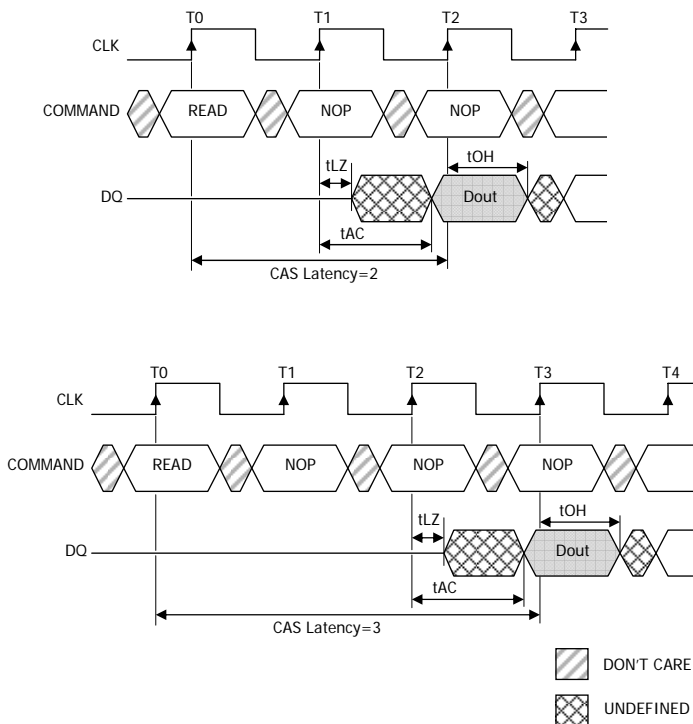 T0 T1 T2 T3
CLK
COMMAND READ NOP NOP
tLZ tOH
DQ Dout
tAC
CAS Latency=2
T0 T1 T2 T3 T4
CLK
COMMAND READ NOP NOP NOP
tLZ tOH
DQ Dout
tAC
CAS Latency=3
DON'T CARE
UNDEFINED